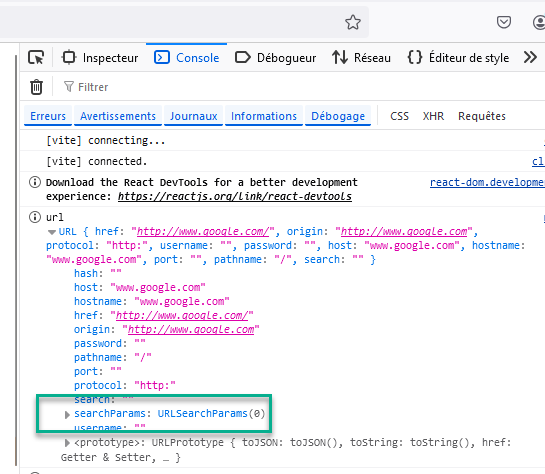 Inspecteur Console Débogueur Réseau {} Éditeur de style
Filtrer
Erreurs Avertissements Journaux Informations Débogage CSS XHR Requêtes
[vite] connecting...
[vite] connected. cl
Download the React DevTools for a better development react-dom.developme
experience: https://reactjs.org/link/react-devtools
url
URL { href: "http://www.google.com/", origin: "http://www.google.com",
protocol: "http:", username: "", password: "", host: "www.google.com", hostname:
"www.google.com", port: "", pathname: "/", search: "" }
hash: ""
host: "www.google.com"
hostname: "www.google.com"
href: "http://www.google.com/"
origin: "http://www.google.com"
password: ""
pathname: "/"
port: ""
protocol: "http:"
search: ""
searchParams: URLSearchParams(0)
username: ""
<prototype>: URLPrototype { toJSON: toJSON(), toString: toString(), href:
Getter & Setter, … }